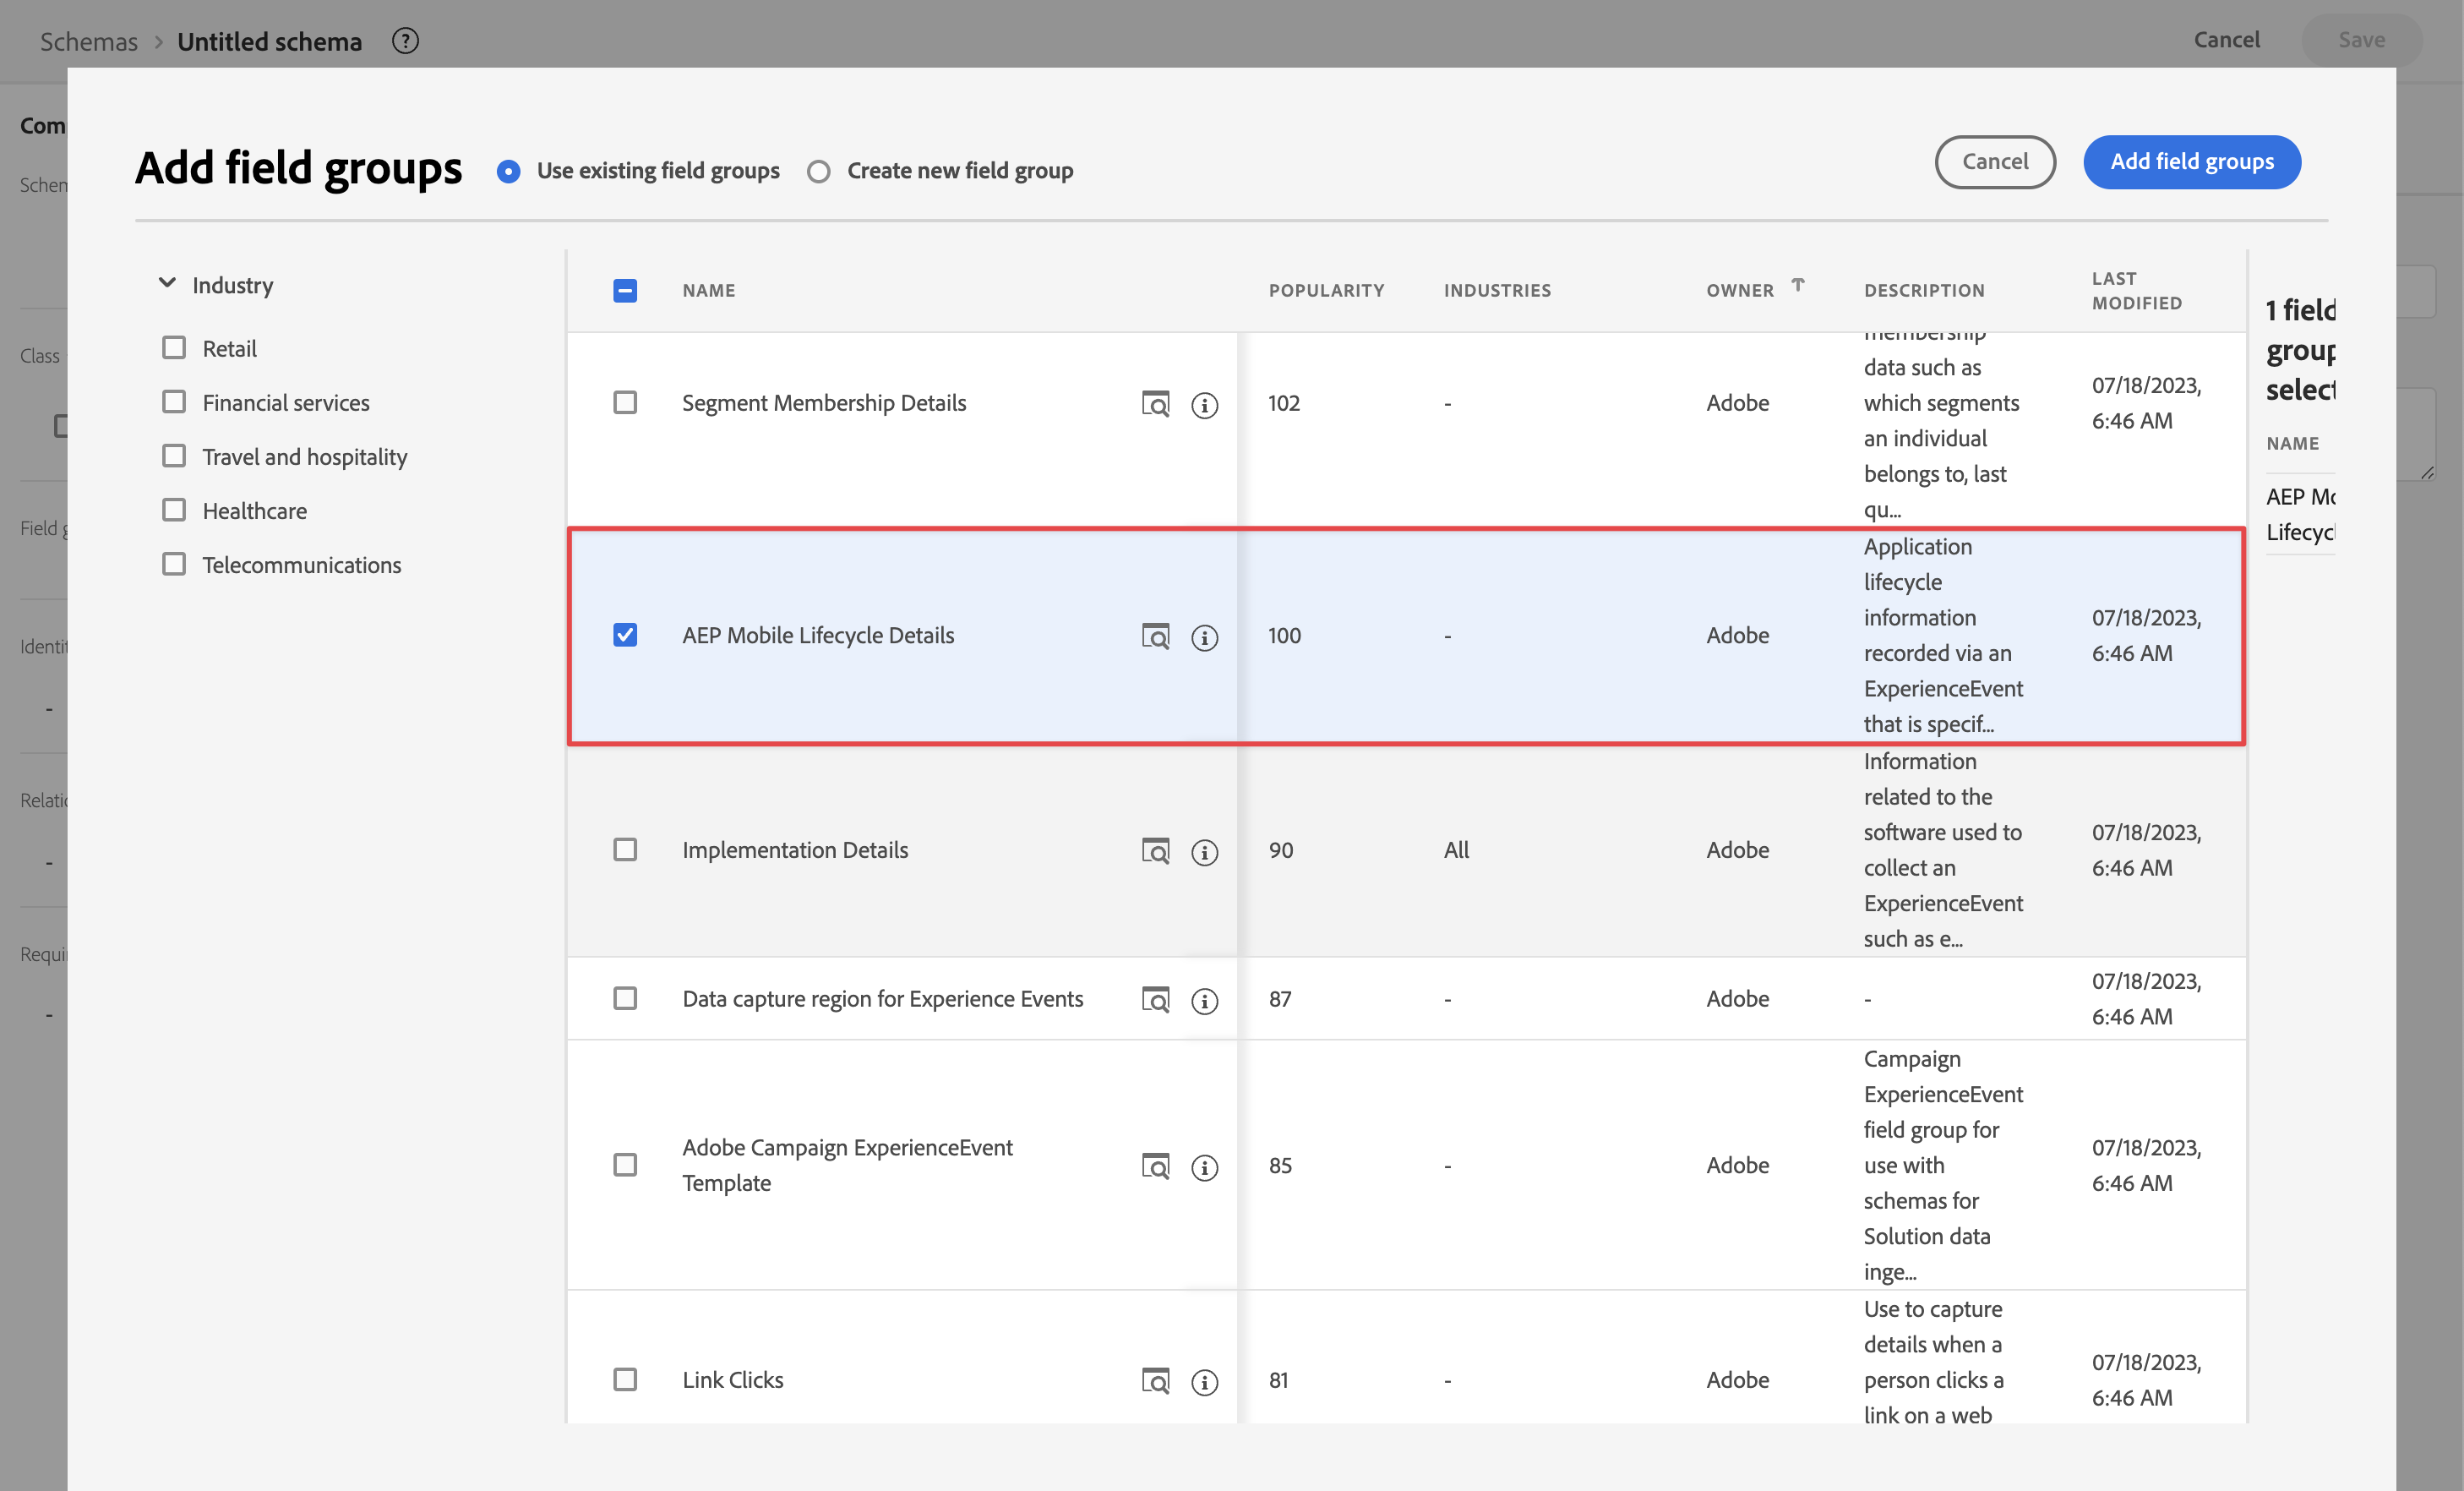 Schemas > Untitled schema
Cancel
Save
Add field groups
Use existing field groups
Create new field group
Cancel
Add field groups
Com
Schem
Class
Field g
Identit
-
Relatio
-
Requi
-
Industry
Retail
Financial services
Travel and hospitality
Healthcare
Telecommunications
NAME
POPULARITY
INDUSTRIES
OWNER
DESCRIPTION
LAST
MODIFIED
Segment Membership Details
102
-
Adobe
membership
data such as
which segments
an individual
belongs to, last
qu...
07/18/2023,
6:46 AM
AEP Mobile Lifecycle Details
100
-
Adobe
Application
lifecycle
information
recorded via an
ExperienceEvent
that is specif...
07/18/2023,
6:46 AM
Implementation Details
90
All
Adobe
Information
related to the
software used to
collect an
ExperienceEvent
such as e...
07/18/2023,
6:46 AM
Data capture region for Experience Events
87
-
Adobe
-
07/18/2023,
6:46 AM
Adobe Campaign ExperienceEvent
Template
85
-
Adobe
Campaign
ExperienceEvent
field group for
use with
schemas for
Solution data
inge...
07/18/2023,
6:46 AM
Link Clicks
81
-
Adobe
Use to capture
details when a
person clicks a
link on a web
07/18/2023,
6:46 AM
1 field
group
select
NAME
AEP Mo
Lifecycl